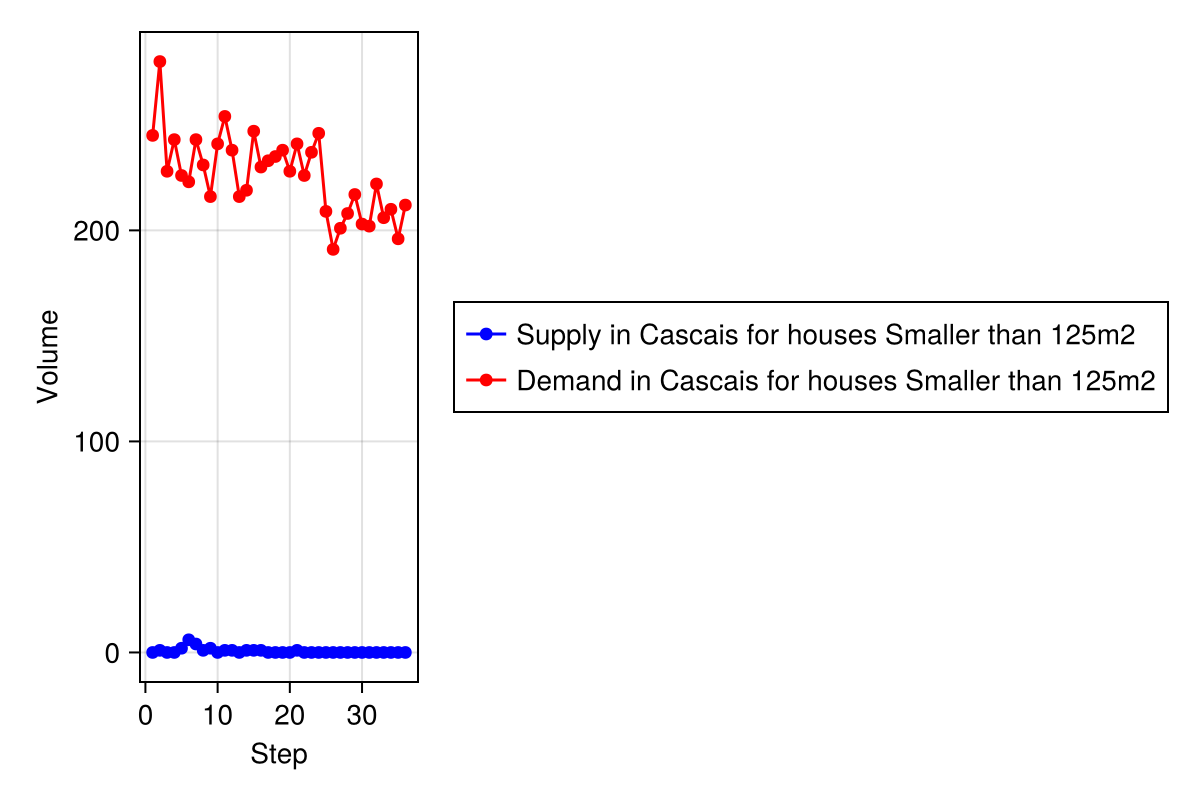 200
100
0
Volume
0 10 20 30
Step
Supply in Cascais for houses Smaller than 125m2
Demand in Cascais for houses Smaller than 125m2